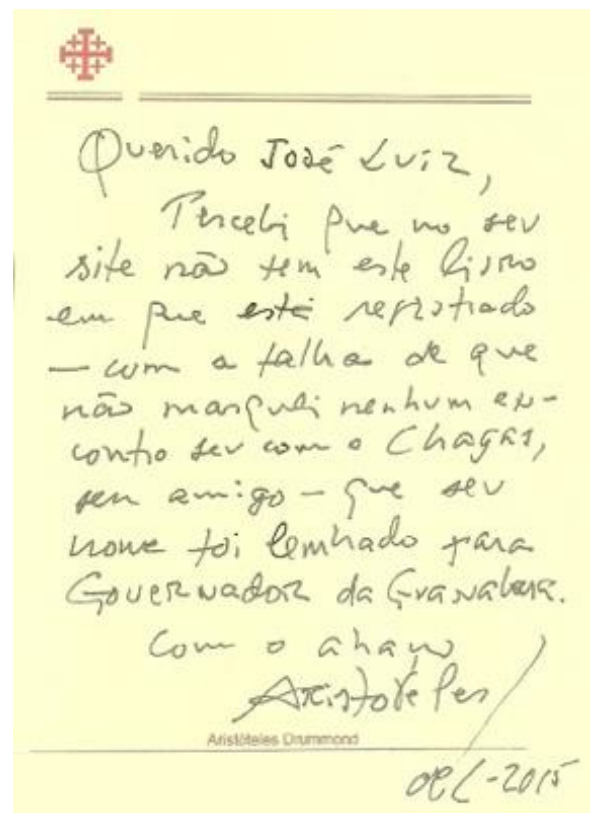 Querido José Luiz,
Percebi que no seu
site não tem este livro
em que está registrado
— com a falha de que
não marquei nenhum en-
contro seu com o Chagas,
seu amigo — que seu
nome foi lembrado para
Governador da Guanabara.
Com o abraço
Aristóteles
Aristóteles Drummond
2015